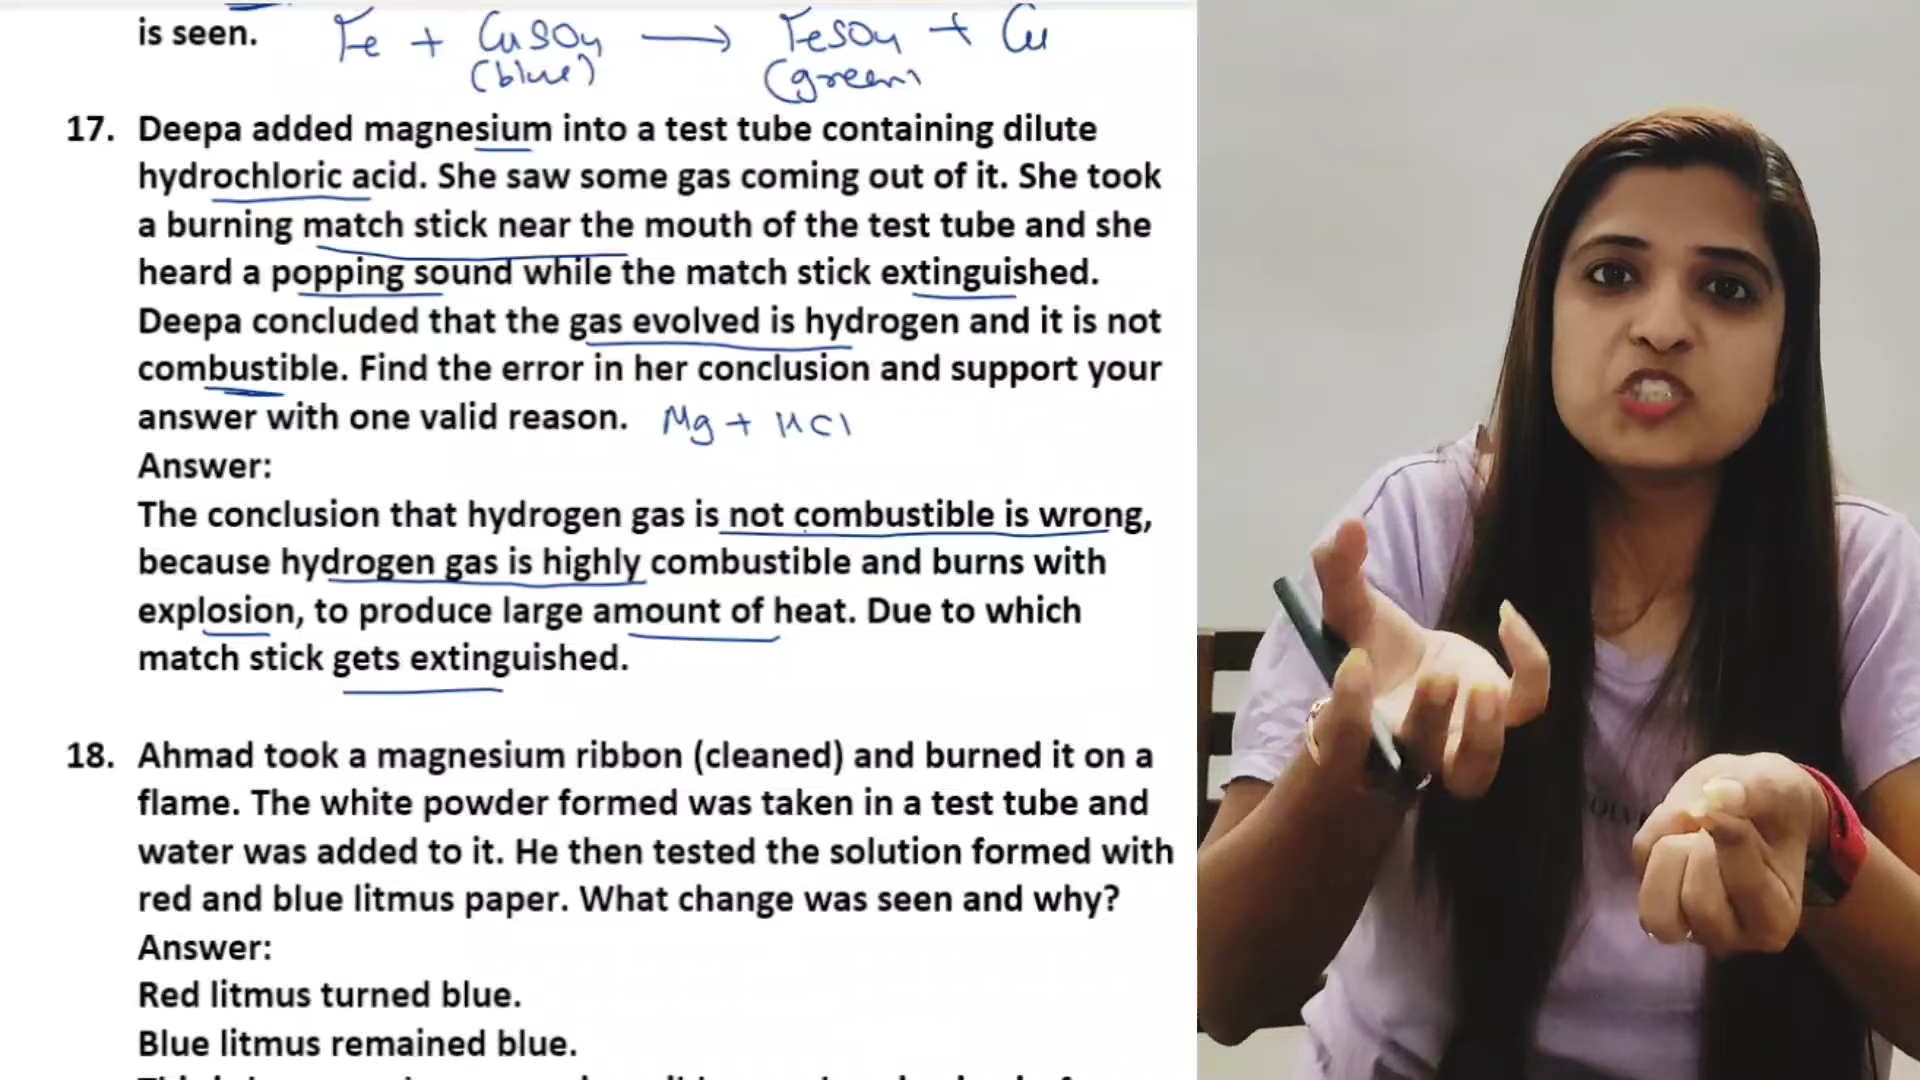 is seen. Fe + CuSO4 → FeSO4 + Cu
(blue) (green)
17. Deepa added magnesium into a test tube containing dilute
hydrochloric acid. She saw some gas coming out of it. She took
a burning match stick near the mouth of the test tube and she
heard a popping sound while the match stick extinguished.
Deepa concluded that the gas evolved is hydrogen and it is not
combustible. Find the error in her conclusion and support your
answer with one valid reason. Mg + HCl
Answer:
The conclusion that hydrogen gas is not combustible is wrong,
because hydrogen gas is highly combustible and burns with
explosion, to produce large amount of heat. Due to which
match stick gets extinguished.
18. Ahmad took a magnesium ribbon (cleaned) and burned it on a
flame. The white powder formed was taken in a test tube and
water was added to it. He then tested the solution formed with
red and blue litmus paper. What change was seen and why?
Answer:
Red litmus turned blue.
Blue litmus remained blue.